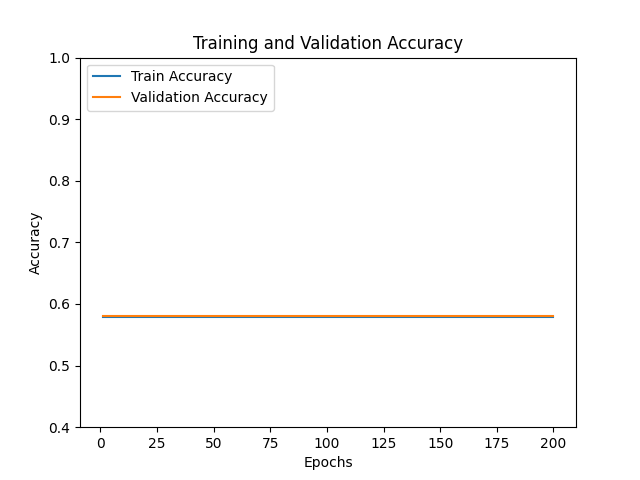 Training and Validation Accuracy
Train Accuracy
Validation Accuracy
Accuracy
1.0
0.9
0.8
0.7
0.6
0.5
0.4
0 25 50 75 100 125 150 175 200
Epochs